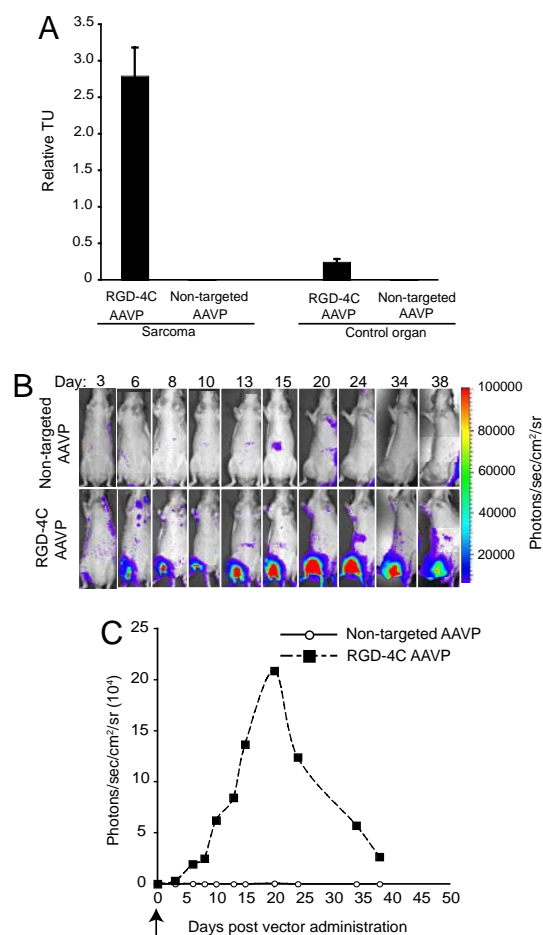 A
3.5
3.0
2.5
2.0
1.5
1.0
0.5
0
Relative TU
RGD-4C AAVP
Non-targeted AAVP
RGD-4C AAVP
Non-targeted AAVP
Sarcoma
Control organ
B
Day: 3 6 8 10 13 15 20 24 34 38
Non-targeted AAVP
RGD-4C AAVP
100000
80000
60000
40000
20000
Photons/sec/cm²/sr
C
Non-targeted AAVP
RGD-4C AAVP
25
20
15
10
5
0
Photons/sec/cm²/sr (10⁴)
0 5 10 15 20 25 30 35 40 45 50
Days post vector administration